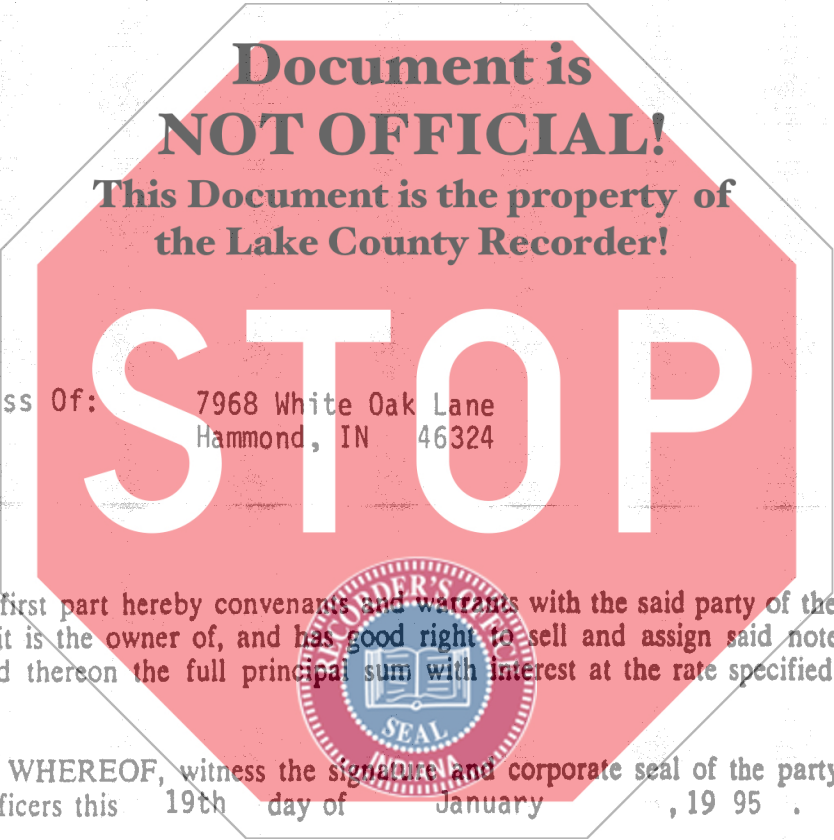 Document is
NOT OFFICIAL!
This Document is the property of
the Lake County Recorder!
STOP
ss Of: 7968 White Oak Lane
Hammond, IN 46324
first part hereby convenants and warrants with the said party of the
it is the owner of, and has good right to sell and assign said note
d thereon the full principal sum with interest at the rate specified
RECORDER'S
SEAL
INDIANA
WHEREOF, witness the signature and corporate seal of the party
ficers this 19th day of January , 19 95 .